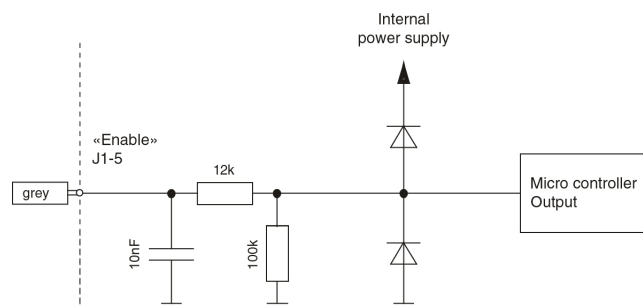 Internal
power supply
«Enable»
J1-5
12k
grey
Micro controller
Output
10nF
100k